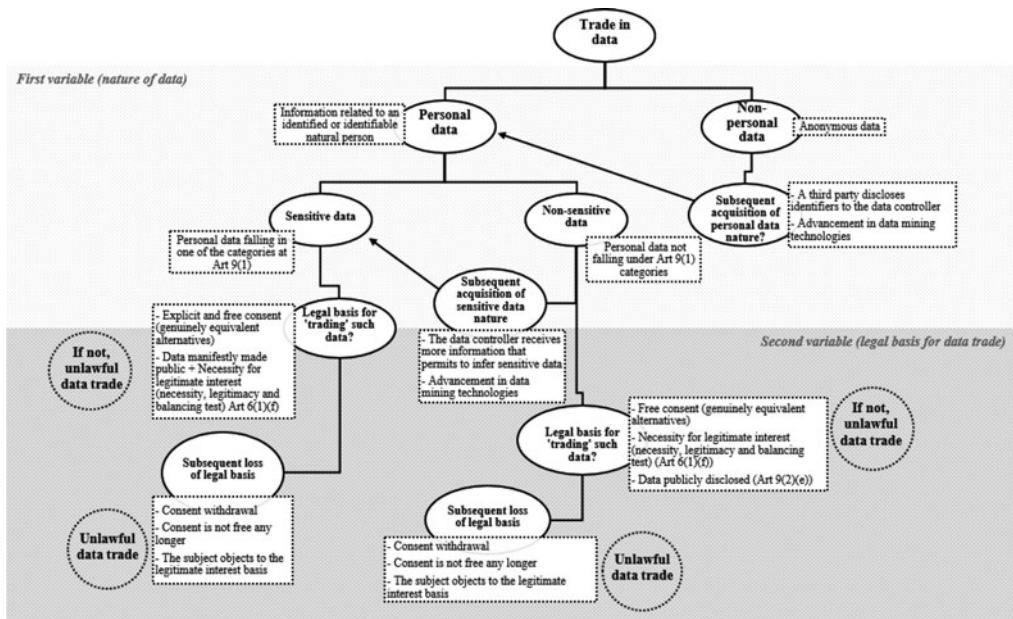 Trade in
data
First variable (nature of data)
Information related to an
identified or identifiable
natural person
Personal
data
Non-
personal
data
Anonymous data
Sensitive data
Non-sensitive
data
Subsequent
acquisition of
personal data
nature?
- A third party discloses
identifiers to the data controller
- Advancement in data mining
technologies
Personal data falling in
one of the categories at
Art 9(1)
Personal data not
falling under Art 9(1)
categories
Subsequent
acquisition of
sensitive data
nature
- Explicit and free consent
(genuinely equivalent
alternatives)
- Data manifestly made
public + Necessity for
legitimate interest
(necessity, legitimacy and
balancing test) Art 6(1)(f)
Legal basis for
'trading' such
data?
If not,
unlawful
data trade
- The data controller receives
more information that
permits to infer sensitive data
- Advancement in data
mining technologies
Second variable (legal basis for data trade)
Legal basis for
'trading' such
data?
- Free consent (genuinely equivalent
alternatives)
- Necessity for legitimate interest
(necessity, legitimacy and balancing
test) (Art 6(1)(f))
- Data publicly disclosed (Art 9(2)(e))
If not,
unlawful
data trade
Subsequent loss
of legal basis
- Consent withdrawal
- Consent is not free any
longer
- The subject objects to the
legitimate interest basis
Unlawful
data trade
Subsequent loss
of legal basis
- Consent withdrawal
- Consent is not free any longer
- The subject objects to the legitimate
interest basis
Unlawful
data trade